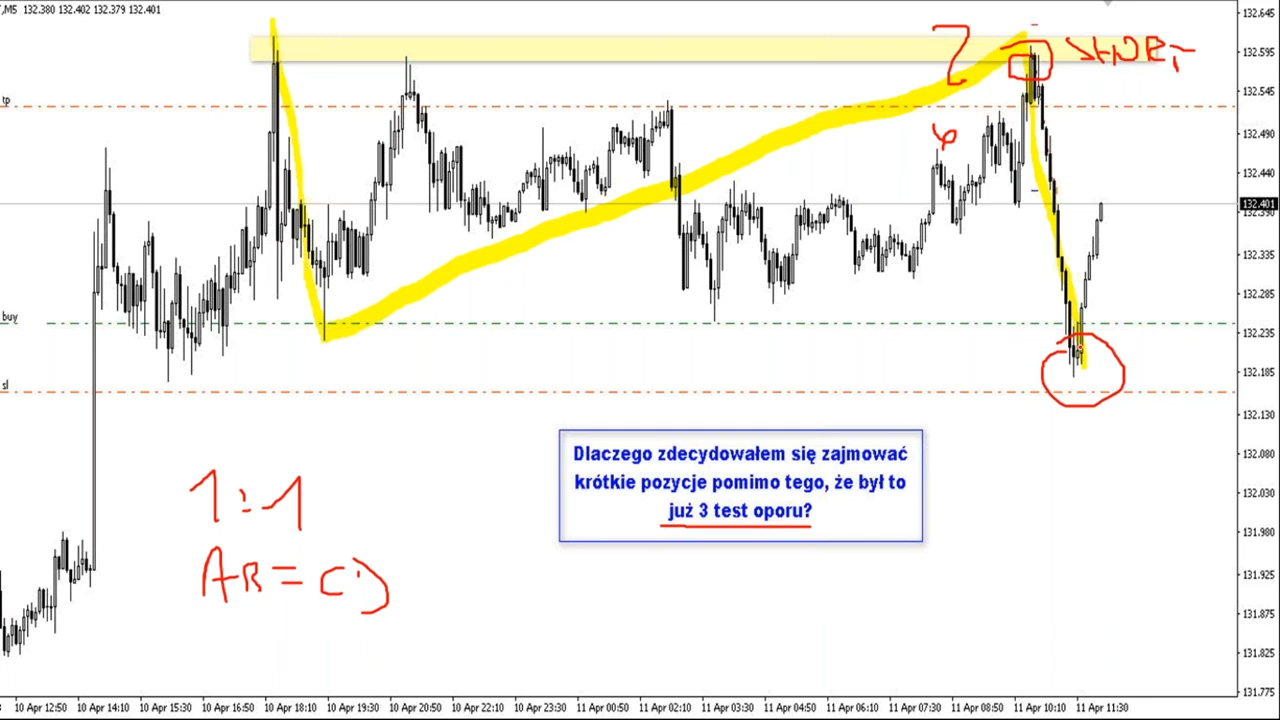 ,M5 132.380 132.402 132.379 132.401
132.645
132.595
SHORT
tp
132.545
132.490
132.440
132.401
132.390
132.335
132.285
buy
132.235
132.185
sl
132.130
Dlaczego zdecydowałem się zajmować
krótkie pozycje pomimo tego, że był to
już 3 test oporu?
132.080
1:1
132.030
131.980
AB=CD
131.925
131.875
131.825
131.775
10 Apr 12:50 10 Apr 14:10 10 Apr 15:30 10 Apr 16:50 10 Apr 18:10 10 Apr 19:30 10 Apr 20:50 10 Apr 22:10 10 Apr 23:30 11 Apr 00:50 11 Apr 02:10 11 Apr 03:30 11 Apr 04:50 11 Apr 06:10 11 Apr 07:30 11 Apr 08:50 11 Apr 10:10 11 Apr 11:30